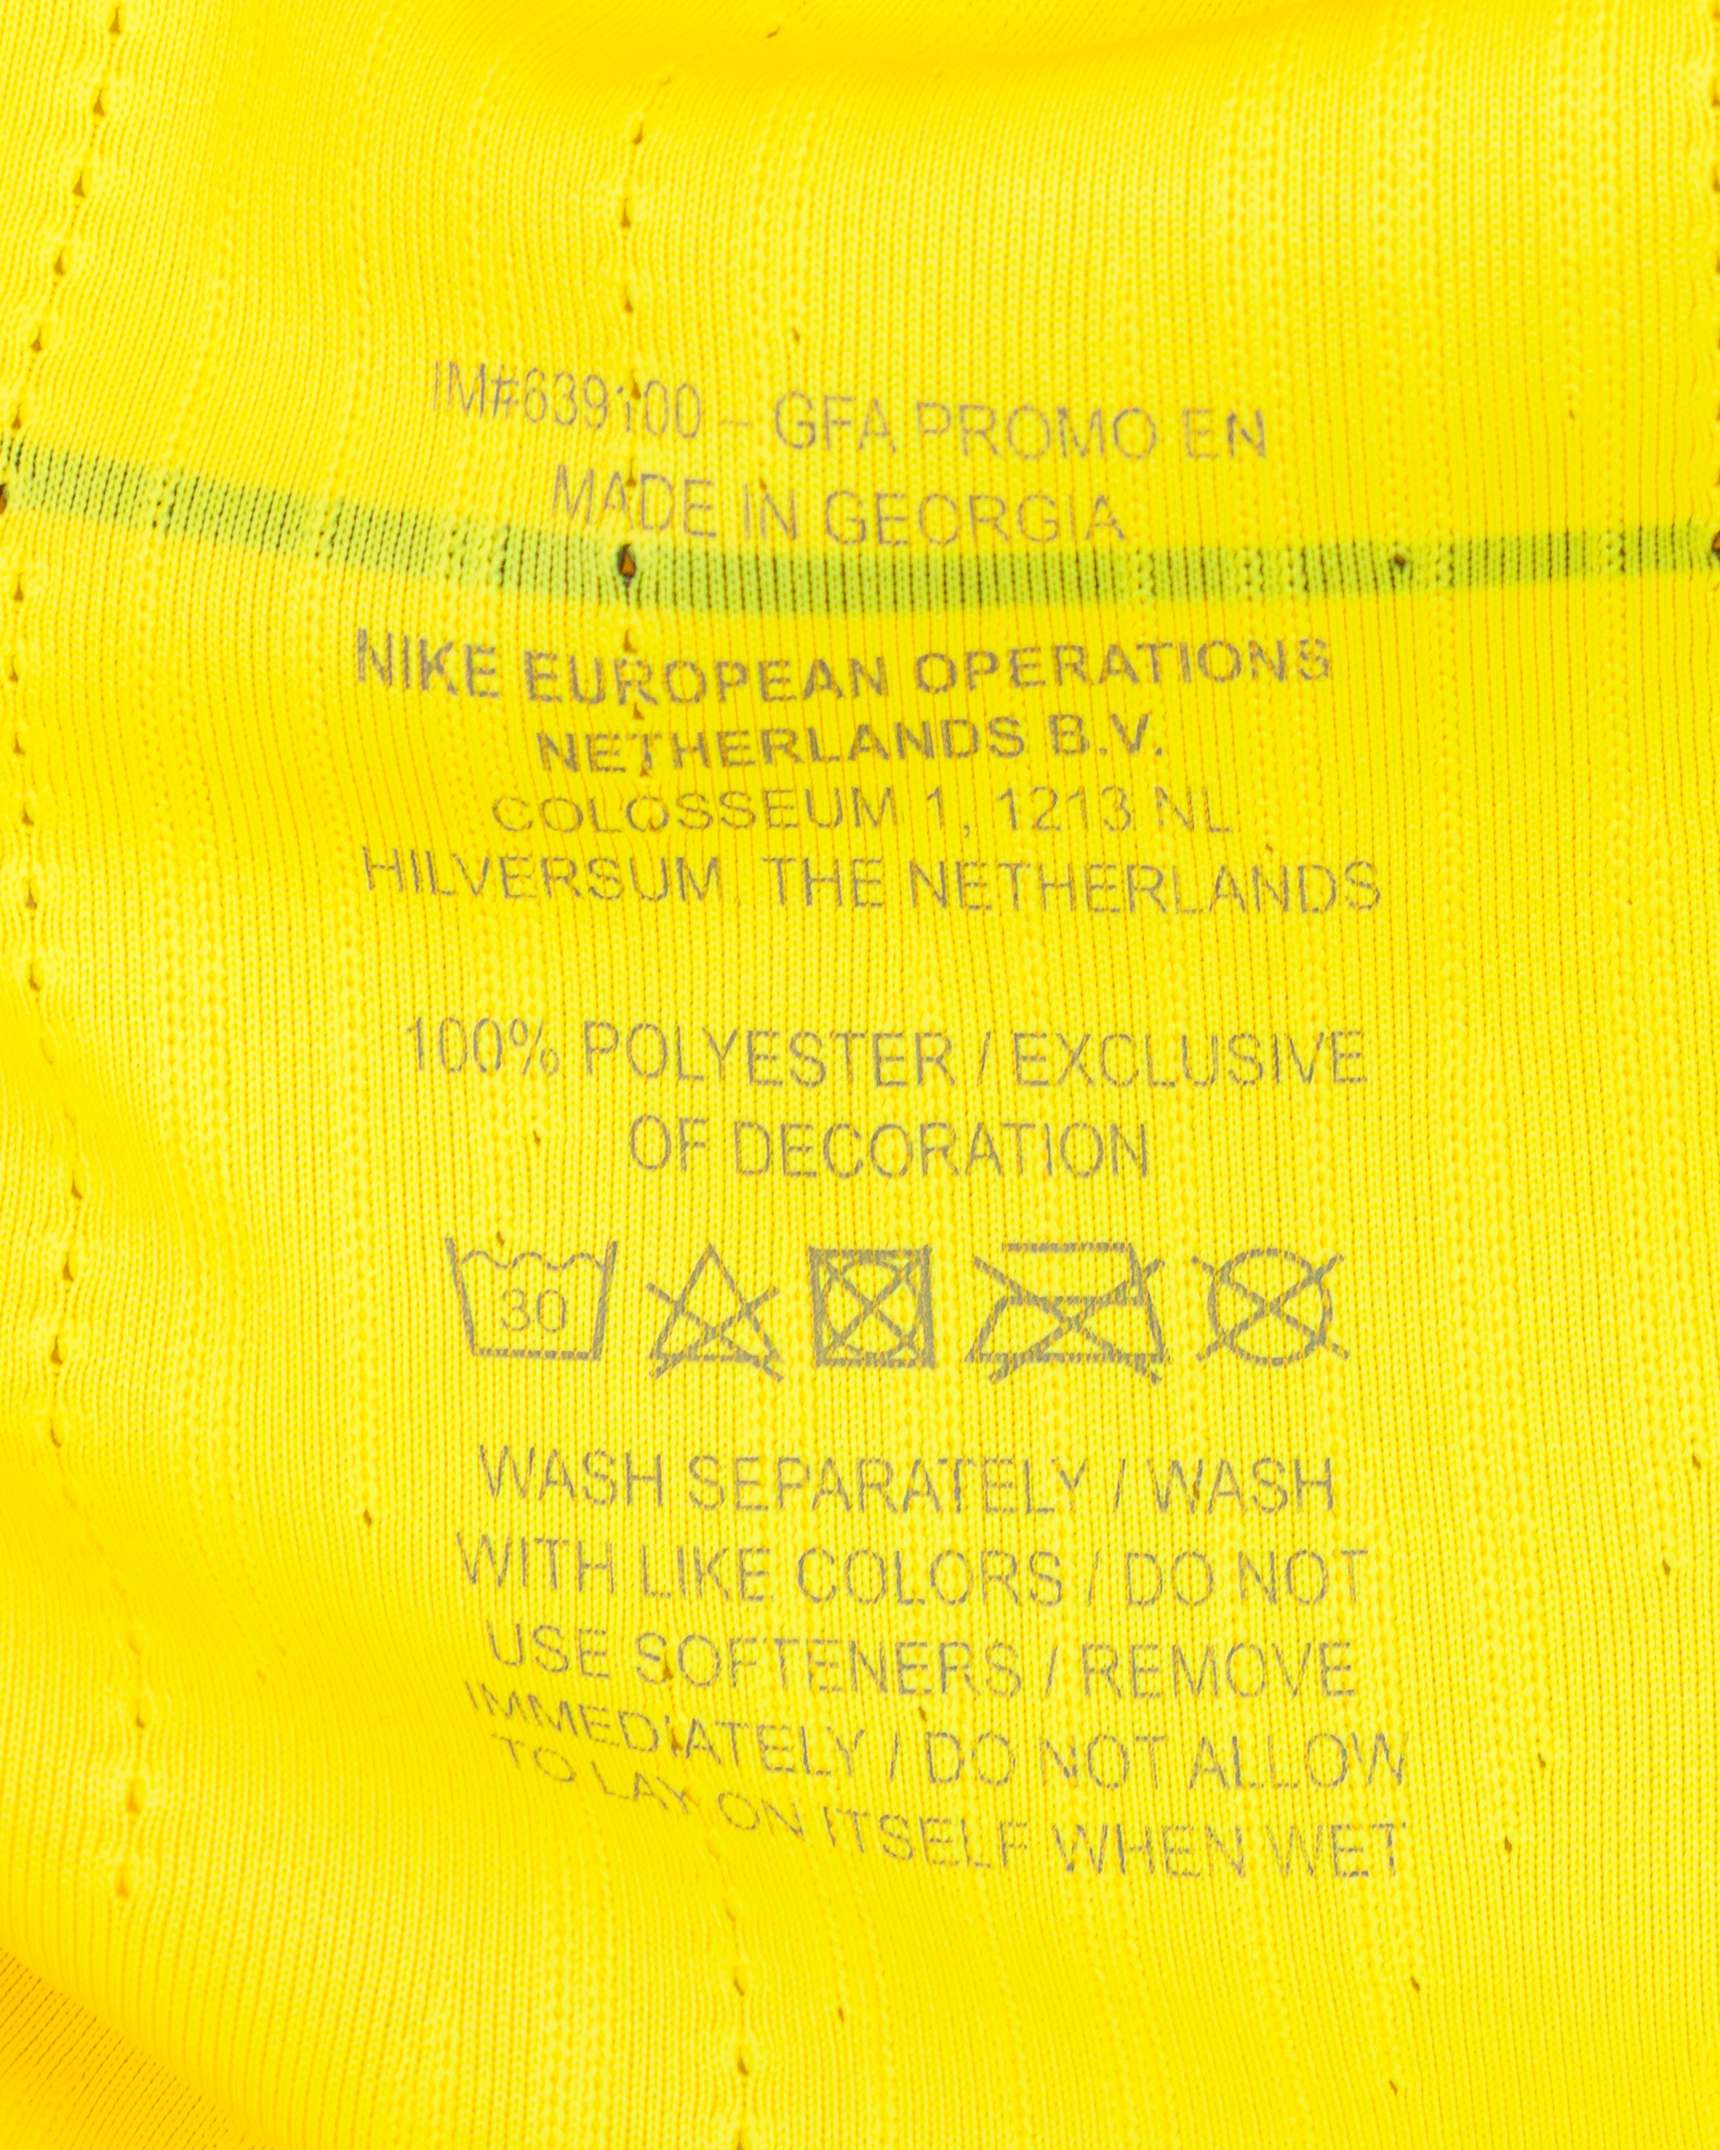 IM#639100 – GFA PROMO EN
MADE IN GEORGIA
NIKE EUROPEAN OPERATIONS
NETHERLANDS B.V.
COLOSSEUM 1, 1213 NL
HILVERSUM, THE NETHERLANDS
100% POLYESTER / EXCLUSIVE
OF DECORATION
30
WASH SEPARATELY / WASH
WITH LIKE COLORS / DO NOT
USE SOFTENERS / REMOVE
IMMEDIATELY / DO NOT ALLOW
TO LAY ON ITSELF WHEN WET